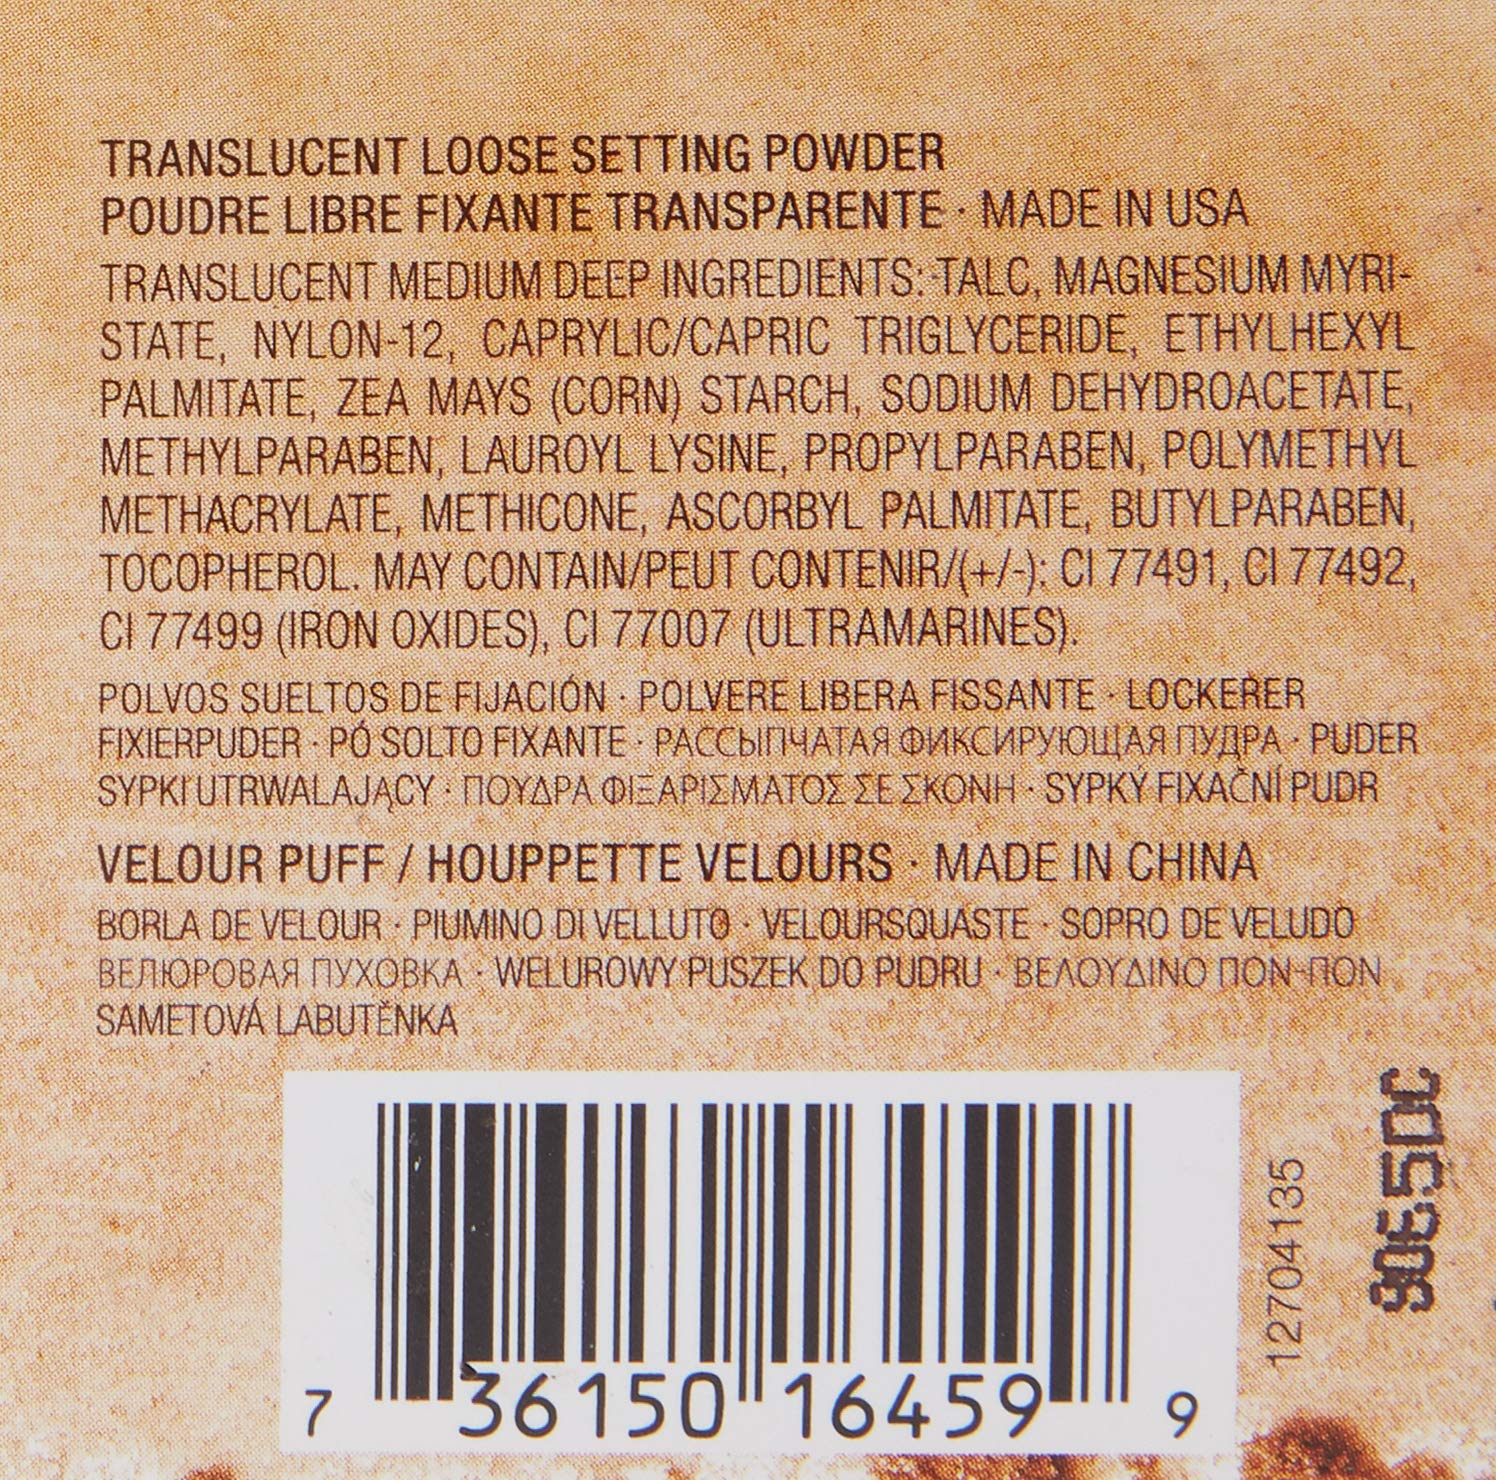 TRANSLUCENT LOOSE SETTING POWDER
POUDRE LIBRE FIXANTE TRANSPARENTE · MADE IN USA
TRANSLUCENT MEDIUM DEEP INGREDIENTS: TALC, MAGNESIUM MYRI-
STATE, NYLON-12, CAPRYLIC/CAPRIC TRIGLYCERIDE, ETHYLHEXYL
PALMITATE, ZEA MAYS (CORN) STARCH, SODIUM DEHYDROACETATE,
METHYLPARABEN, LAUROYL LYSINE, PROPYLPARABEN, POLYMETHYL
METHACRYLATE, METHICONE, ASCORBYL PALMITATE, BUTYLPARABEN,
TOCOPHEROL. MAY CONTAIN/PEUT CONTENIR/(+/-): CI 77491, CI 77492,
CI 77499 (IRON OXIDES), CI 77007 (ULTRAMARINES).
POLVOS SUELTOS DE FIJACIÓN · POLVERE LIBERA FISSANTE · LOCKERER
FIXIERPUDER · PÓ SOLTO FIXANTE · РАССЫПЧАТАЯ ФИКСИРУЮЩАЯ ПУДРА · PUDER
SYPKI UTRWALAJĄCY · ΠΟΥΔΡΑ ΦΙΞΑΡΙΣΜΑΤΟΣ ΣΕ ΣΚΟΝΗ · SYPKÝ FIXAČNÍ PUDR
VELOUR PUFF / HOUPPETTE VELOURS · MADE IN CHINA
BORLA DE VELOUR · PIUMINO DI VELLUTO · VELOURSQUASTE · SOPRO DE VELUDO
ВЕЛЮРОВАЯ ПУХОВКА · WELUROWY PUSZEK DO PUDRU · ΒΕΛΟΥΔΙΝΟ ΠΟΝ-ΠΟΝ
SAMETOVÁ LABUTĚNKA
7 36150 16459 9
12704135